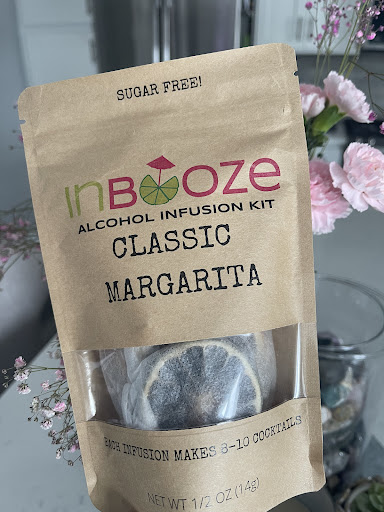 SUGAR FREE!
INBOOZE
ALCOHOL INFUSION KIT
CLASSIC
MARGARITA
EACH INFUSION MAKES 8-10 COCKTAILS
NET WT 1/2 OZ (14g)